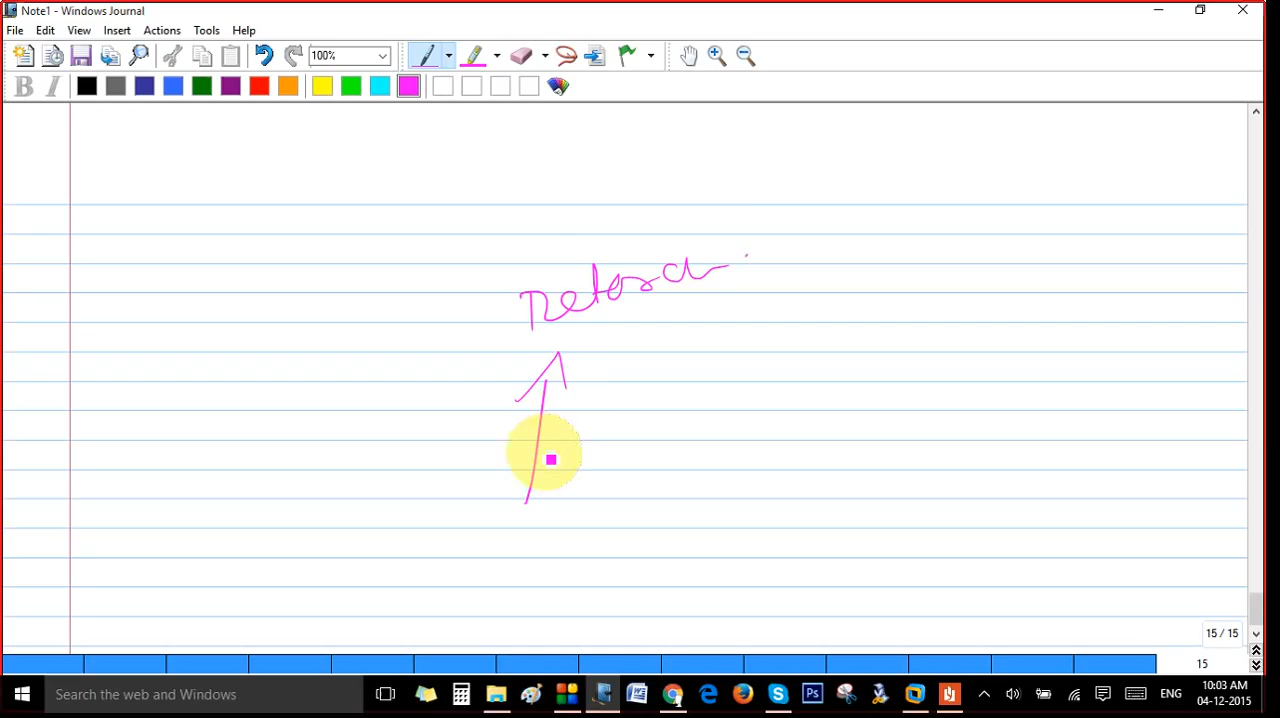 Note1 - Windows Journal
File Edit View Insert Actions Tools Help
100%
B I
15 / 15
15
Search the web and Windows
ENG
10:03 AM
04-12-2015